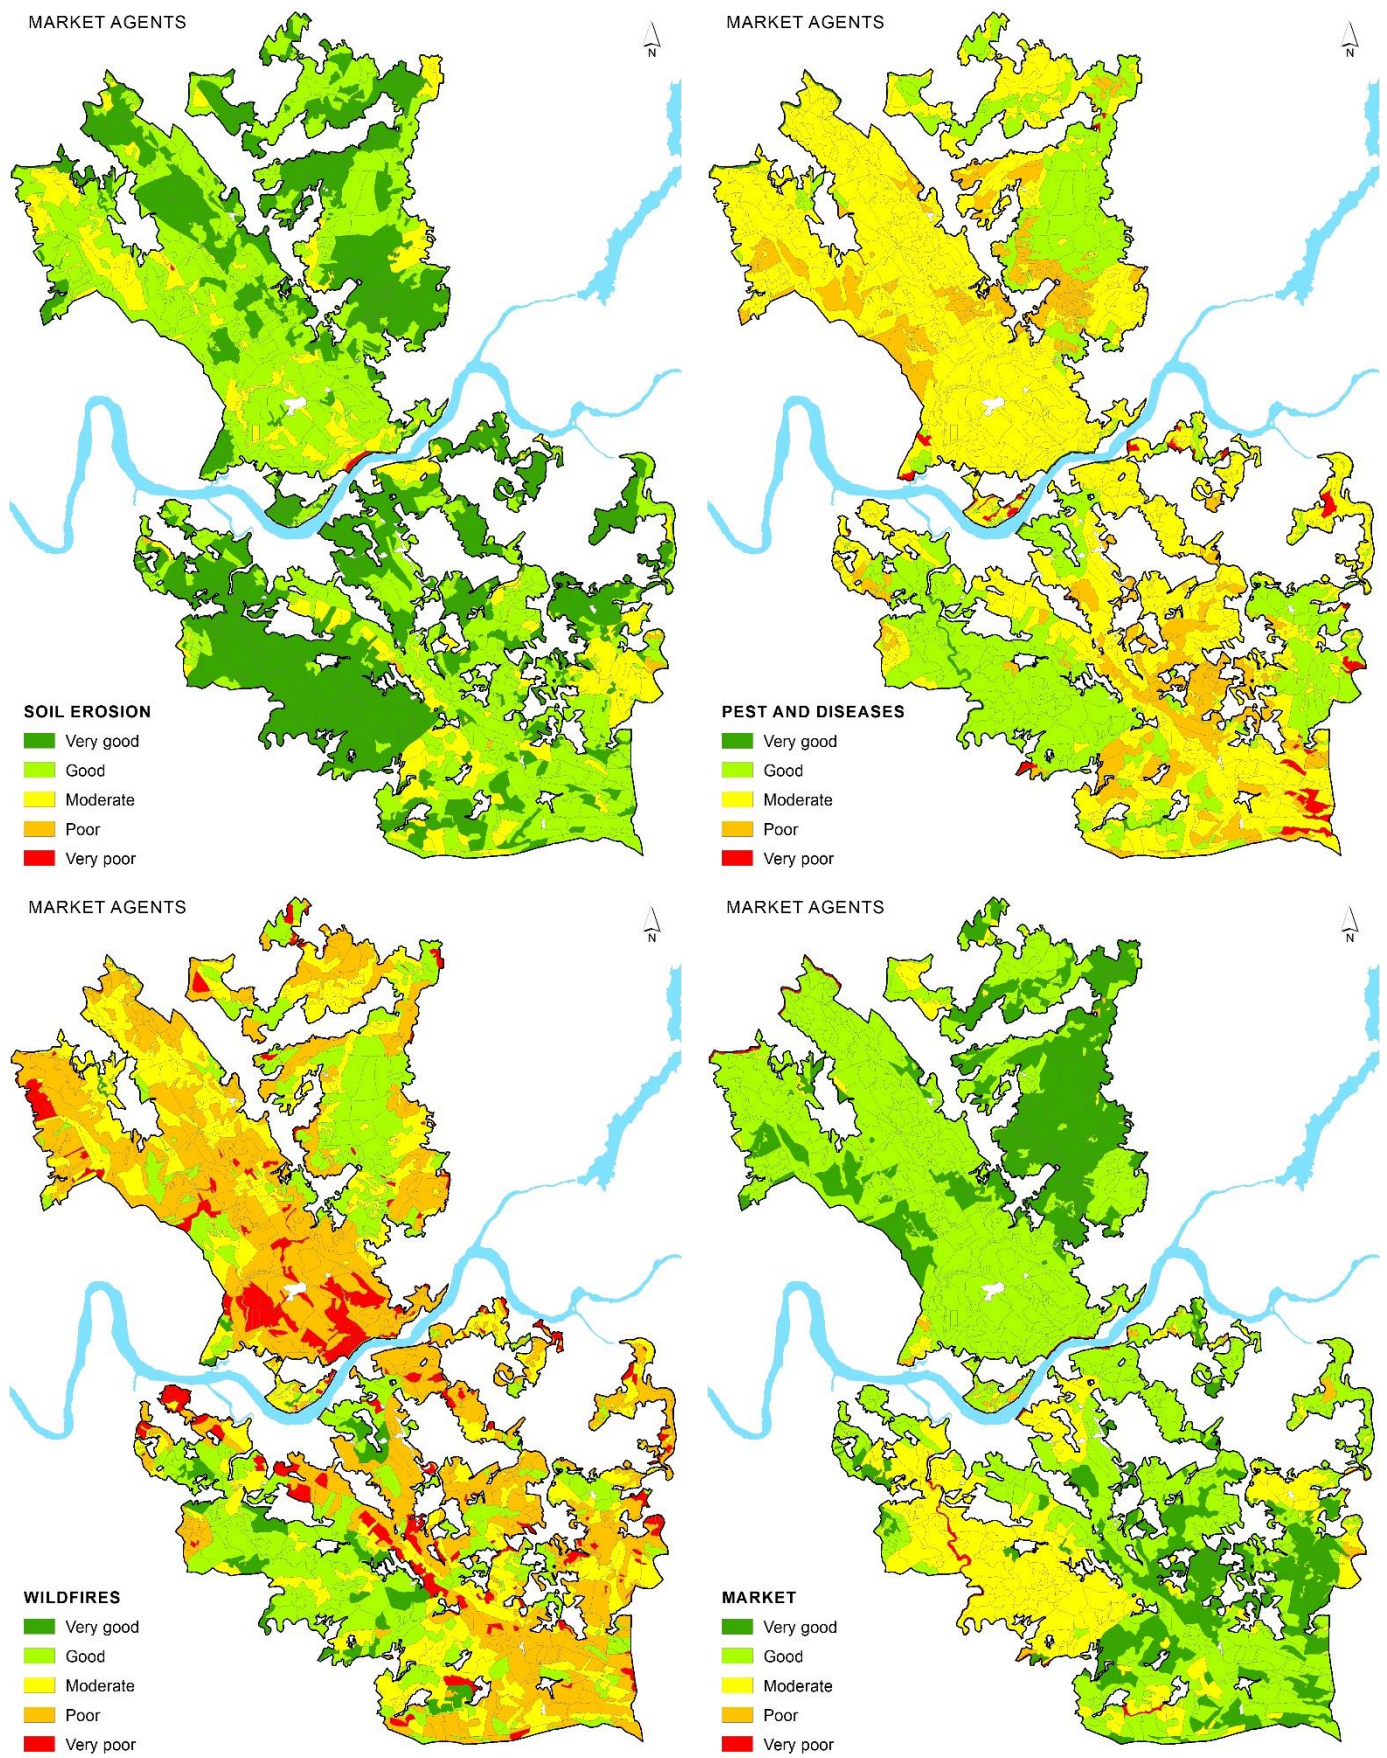 MARKET AGENTS
N
SOIL EROSION
Very good
Good
Moderate
Poor
Very poor
MARKET AGENTS
N
PEST AND DISEASES
Very good
Good
Moderate
Poor
Very poor
MARKET AGENTS
N
WILDFIRES
Very good
Good
Moderate
Poor
Very poor
MARKET AGENTS
N
MARKET
Very good
Good
Moderate
Poor
Very poor